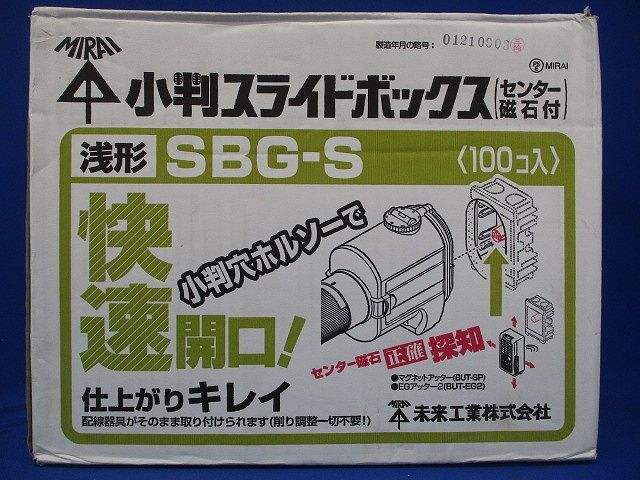 MIRAI
製造年月の略号: 01210903
PS E MIRAI
小判スライドボックス(センター磁石付)
浅形 SBG-S 〈100コ入〉
小判穴ホルソーで
快速開口!
センター磁石 正確 探知
●マグネットアッター(BUT-SP)
●EGアッター2(BUT-EG2)
仕上がりキレイ
配線器具がそのまま取り付けられます(削り調整一切不要!)
MIRAI 未来工業株式会社